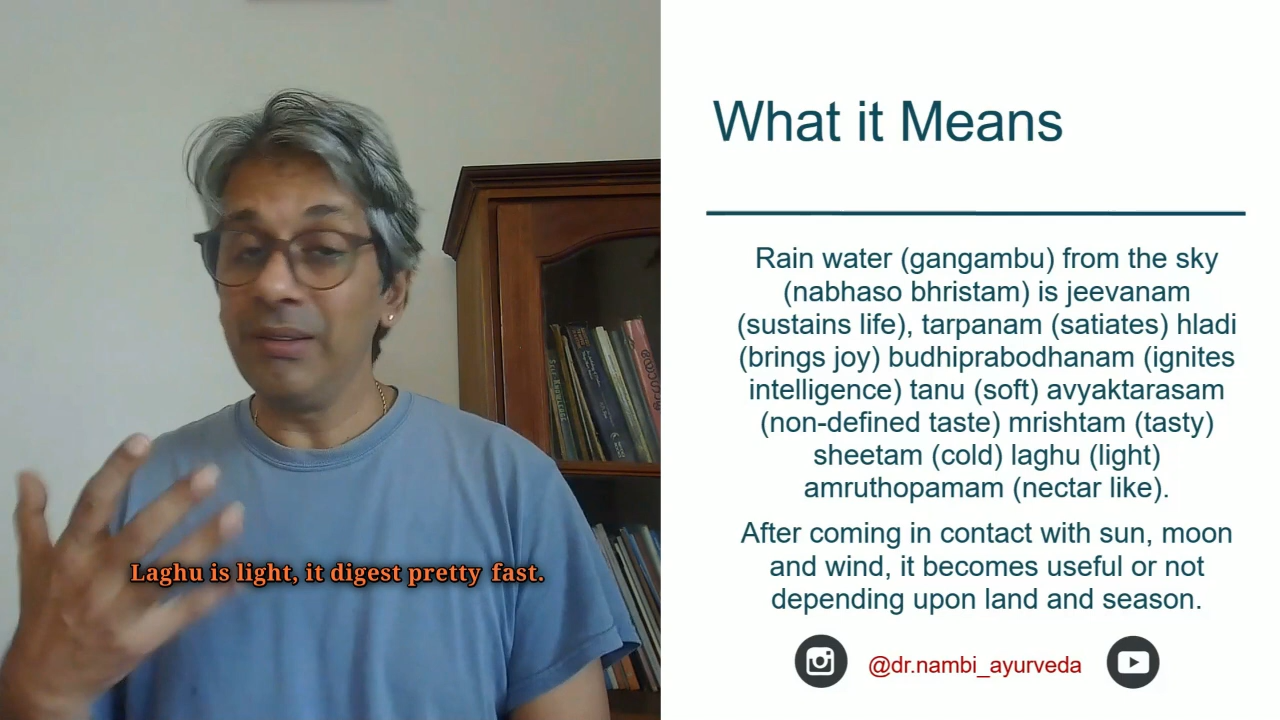 What it Means
Rain water (gangambu) from the sky
(nabhaso bhristam) is jeevanam
(sustains life), tarpanam (satiates) hladi
(brings joy) budhiprabodhanam (ignites
intelligence) tanu (soft) avyaktarasam
(non-defined taste) mrishtam (tasty)
sheetam (cold) laghu (light)
amruthopamam (nectar like).
After coming in contact with sun, moon
and wind, it becomes useful or not
depending upon land and season.
@dr.nambi_ayurveda
Laghu is light, it digest pretty fast.
SELF-KNOWLEDGE